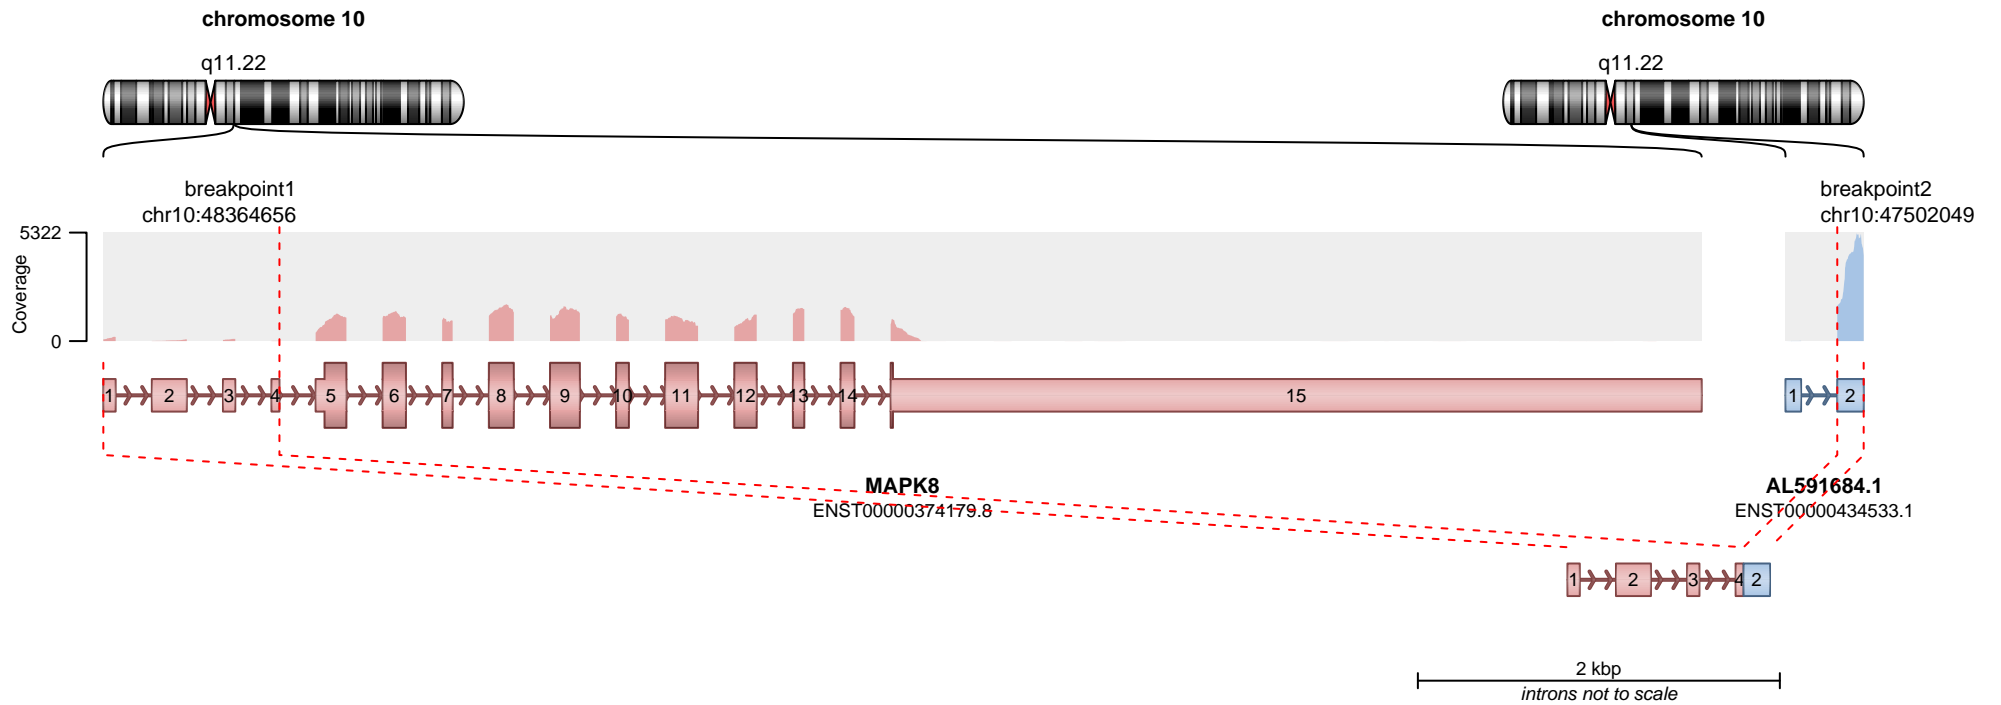 chromosome 10
chromosome 10
q11.22
q11.22
breakpoint1
chr10:48364656
breakpoint2
chr10:47502049
5322
Coverage
0
1 2 3 4 5 6 7 8 9 10 11 12 13 14 15
1 2
MAPK8
ENST00000374179.8
AL591684.1
ENST00000434533.1
1 2 3 4 2
2 kbp
introns not to scale